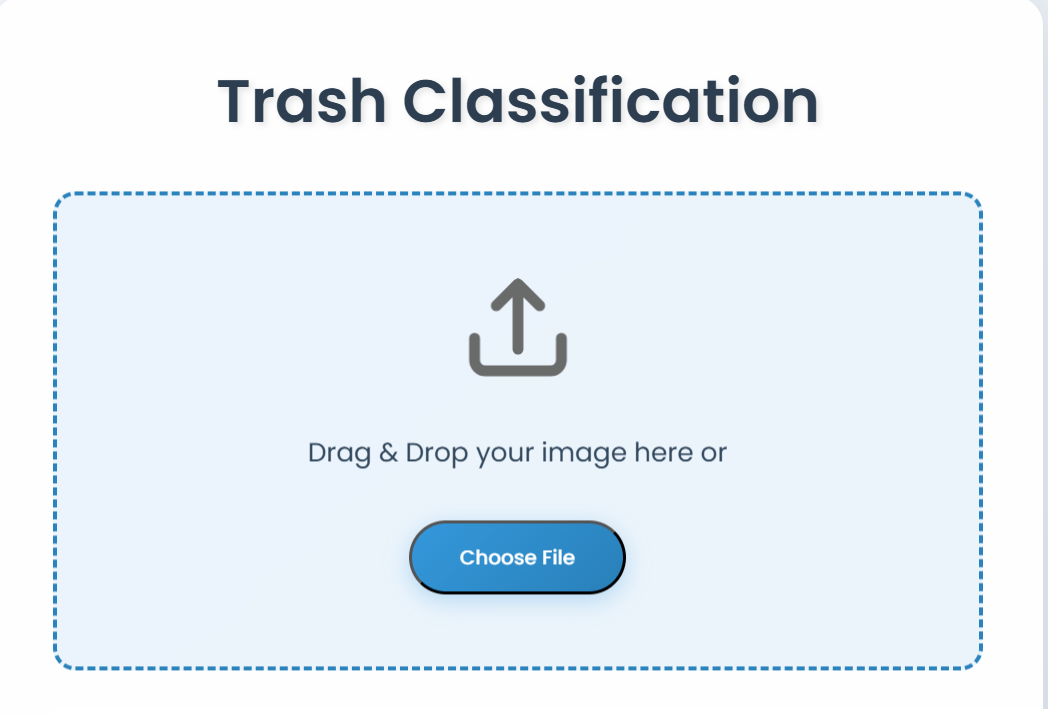 Trash Classification
Drag & Drop your image here or
Choose File